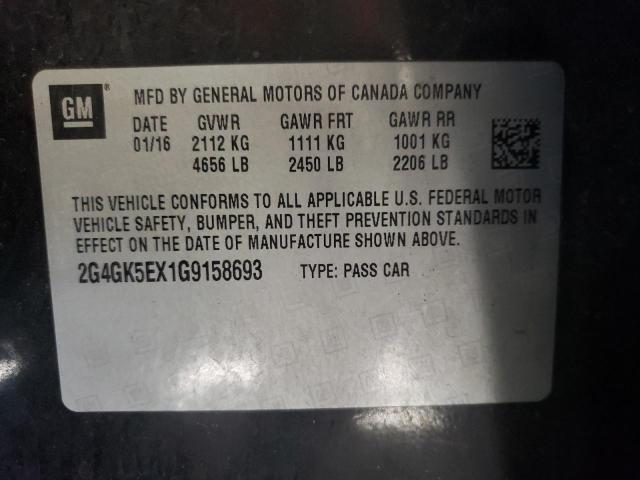 GM ®
MFD BY GENERAL MOTORS OF CANADA COMPANY
DATE GVWR GAWR FRT GAWR RR
01/16 2112 KG 1111 KG 1001 KG
4656 LB 2450 LB 2206 LB
THIS VEHICLE CONFORMS TO ALL APPLICABLE U.S. FEDERAL MOTOR
VEHICLE SAFETY, BUMPER, AND THEFT PREVENTION STANDARDS IN
EFFECT ON THE DATE OF MANUFACTURE SHOWN ABOVE.
2G4GK5EX1G9158693 TYPE: PASS CAR